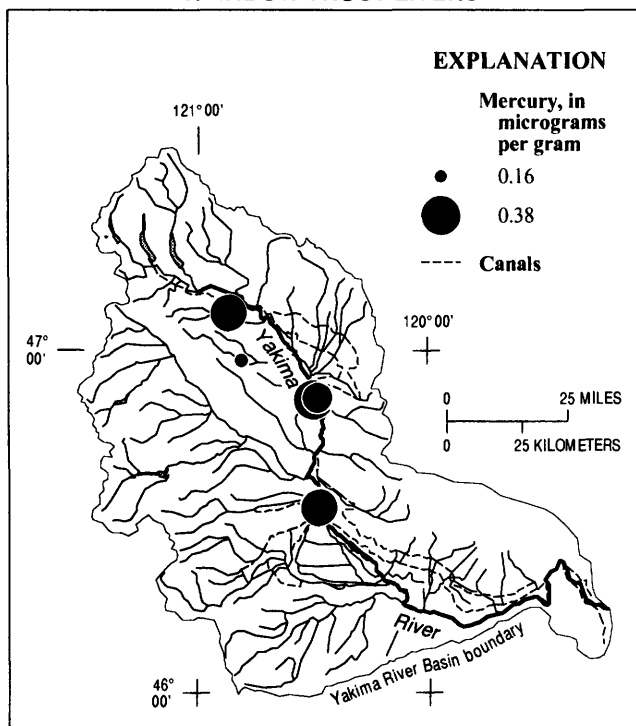 EXPLANATION
Mercury, in
micrograms
per gram
0.16
0.38
Canals
121° 00'
47°
00'
120° 00'
0 25 MILES
0 25 KILOMETERS
Yakima
River
Yakima River Basin boundary
46°
00'